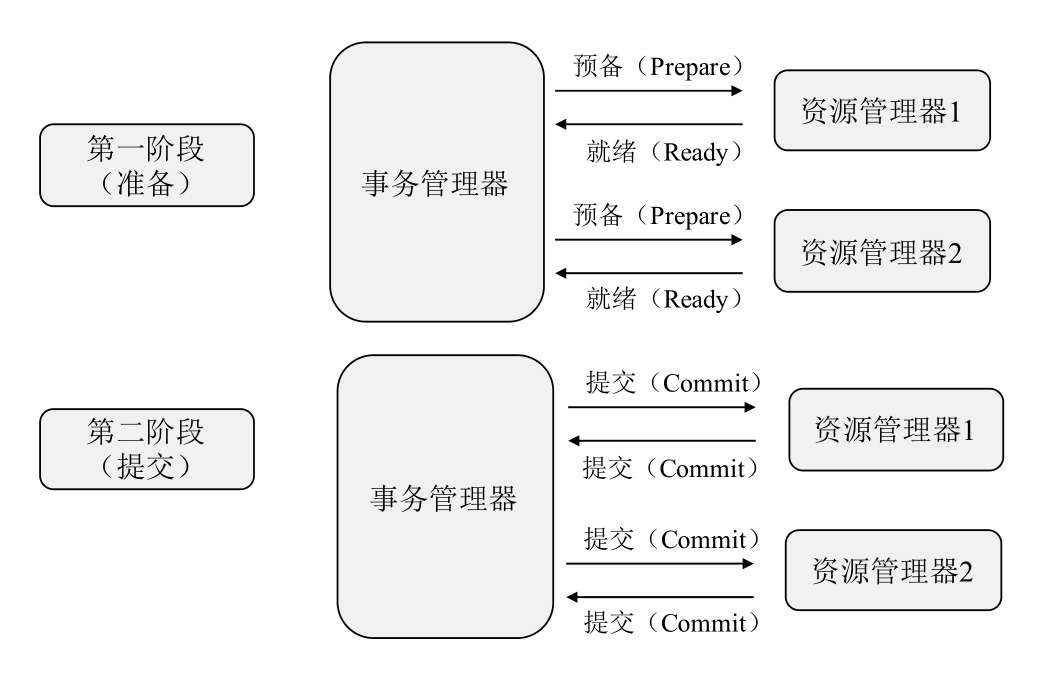 第一阶段
（准备）
事务管理器
预备（Prepare）
就绪（Ready）
资源管理器1
预备（Prepare）
就绪（Ready）
资源管理器2
第二阶段
（提交）
事务管理器
提交（Commit）
提交（Commit）
资源管理器1
提交（Commit）
提交（Commit）
资源管理器2